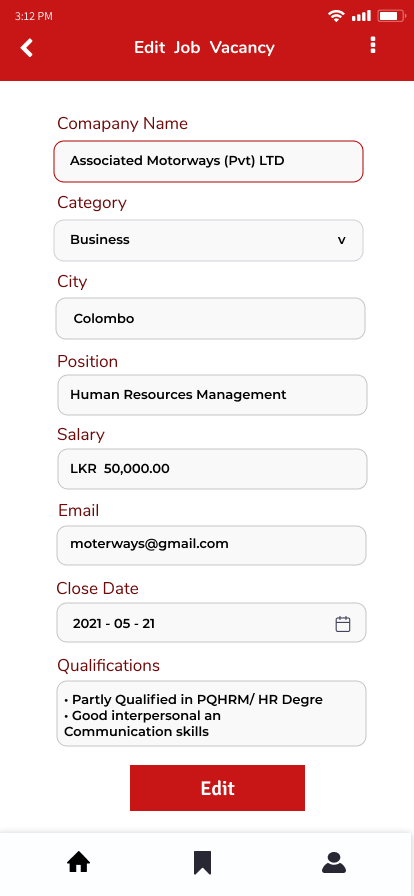 3:12 PM
Edit Job Vacancy
Comapany Name
Associated Motorways (Pvt) LTD
Category
Business v
City
Colombo
Position
Human Resources Management
Salary
LKR 50,000.00
Email
moterways@gmail.com
Close Date
2021 - 05 - 21
Qualifications
• Partly Qualified in PQHRM/ HR Degre
• Good interpersonal an
Communication skills
Edit